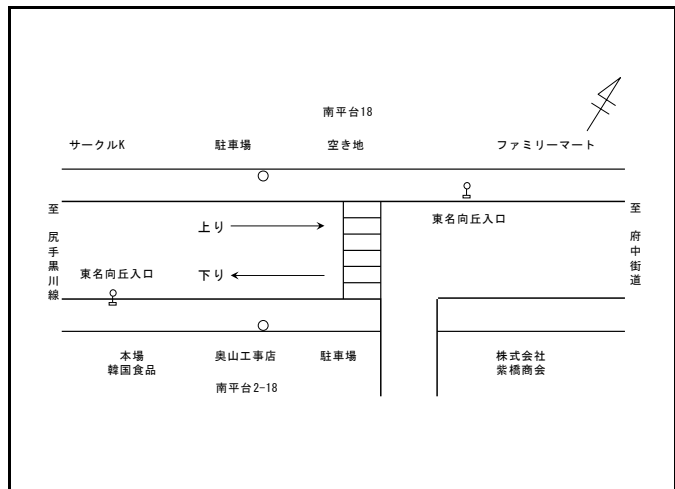 南平台18
サークルK
駐車場
空き地
ファミリーマート
至 尻手黒川線
上り
東名向丘入口
至 府中街道
下り
東名向丘入口
本場
韓国食品
奥山工事店
駐車場
株式会社
紫橋商会
南平台2-18